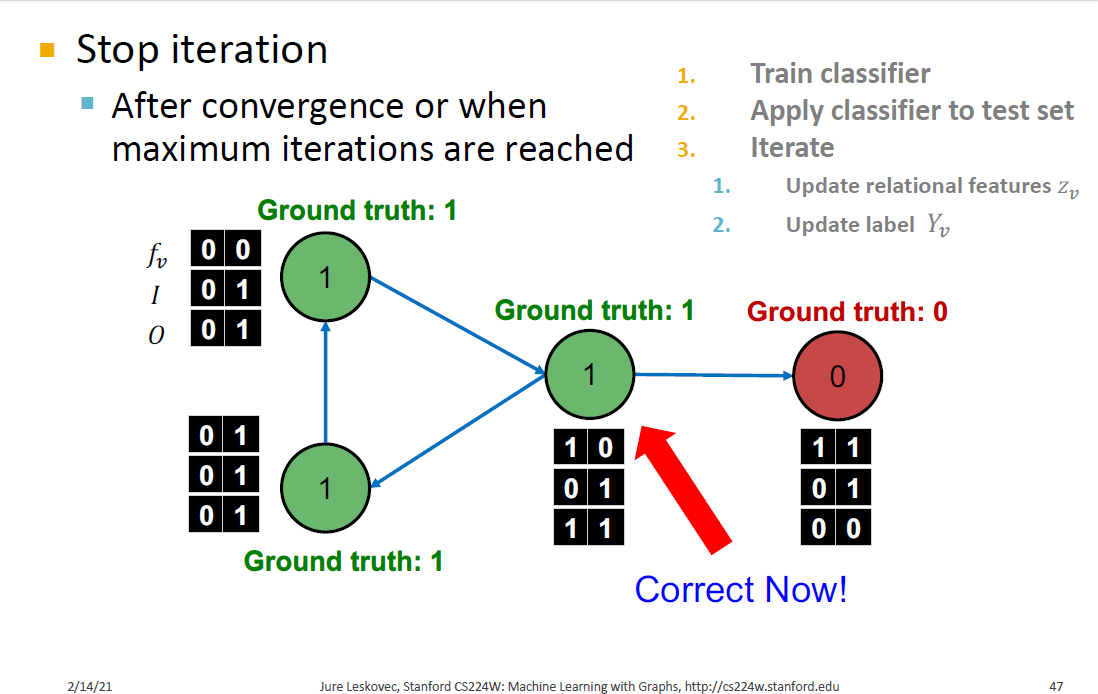 Stop iteration
After convergence or when
maximum iterations are reached
1. Train classifier
2. Apply classifier to test set
3. Iterate
1. Update relational features z_v
2. Update label Y_v
Ground truth: 1
f_v 0 0
I 0 1
O 0 1
1
Ground truth: 1
1
1 0
0 1
1 1
Ground truth: 0
0
1 1
0 1
0 0
0 1
0 1
0 1
1
Ground truth: 1
Correct Now!
2/14/21
Jure Leskovec, Stanford CS224W: Machine Learning with Graphs, http://cs224w.stanford.edu
47